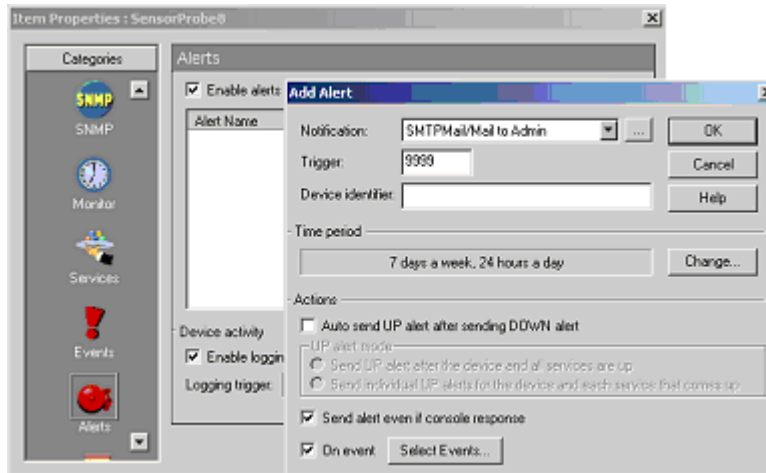 Item Properties : SensorProbe8
Categories
SNMP
SNMP
Monitor
Services
Events
Alerts
Alerts
Enable alerts
Alert Name
Device activity
Enable loggin
Logging trigger:
Add Alert
Notification:
SMTPMail/Mail to Admin
...
OK
Trigger:
9999
Cancel
Device identifier:
Help
Time period
7 days a week, 24 hours a day
Change...
Actions
Auto send UP alert after sending DOWN alert
UP alert mode
Send UP alert after the device and all services are up
Send individual UP alerts for the device and each service that comes up
Send alert even if console response
On event
Select Events...